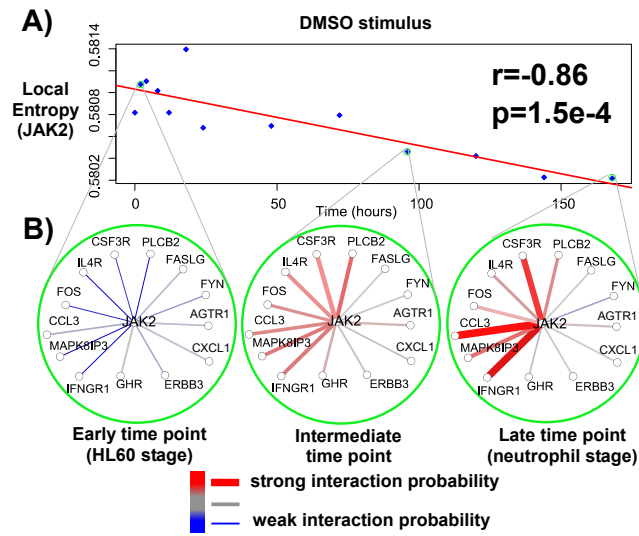 A)
DMSO stimulus
Local
Entropy
(JAK2)
0.5814
0.5808
0.5802
r=-0.86
p=1.5e-4
0
50
100
150
Time (hours)
B)
CSF3R
PLCB2
IL4R
FASLG
FOS
FYN
CCL3
JAK2
AGTR1
MAPK8IP3
CXCL1
IFNGR1
GHR
ERBB3
CSF3R
PLCB2
IL4R
FASLG
FOS
FYN
CCL3
JAK2
AGTR1
MAPK8IP3
CXCL1
IFNGR1
GHR
ERBB3
CSF3R
PLCB2
IL4R
FASLG
FOS
FYN
CCL3
JAK2
AGTR1
MAPK8IP3
CXCL1
IFNGR1
GHR
ERBB3
Early time point
(HL60 stage)
Intermediate
time point
Late time point
(neutrophil stage)
strong interaction probability
weak interaction probability